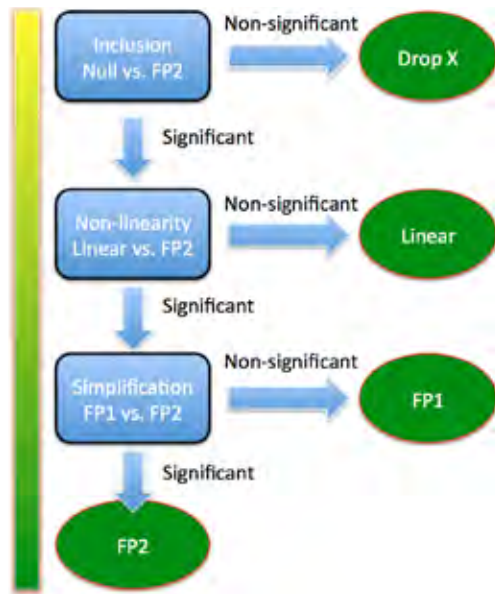 Inclusion
Null vs. FP2
Non-significant
Drop X
Significant
Non-linearity
Linear vs. FP2
Non-significant
Linear
Significant
Simplification
FP1 vs. FP2
Non-significant
FP1
Significant
FP2